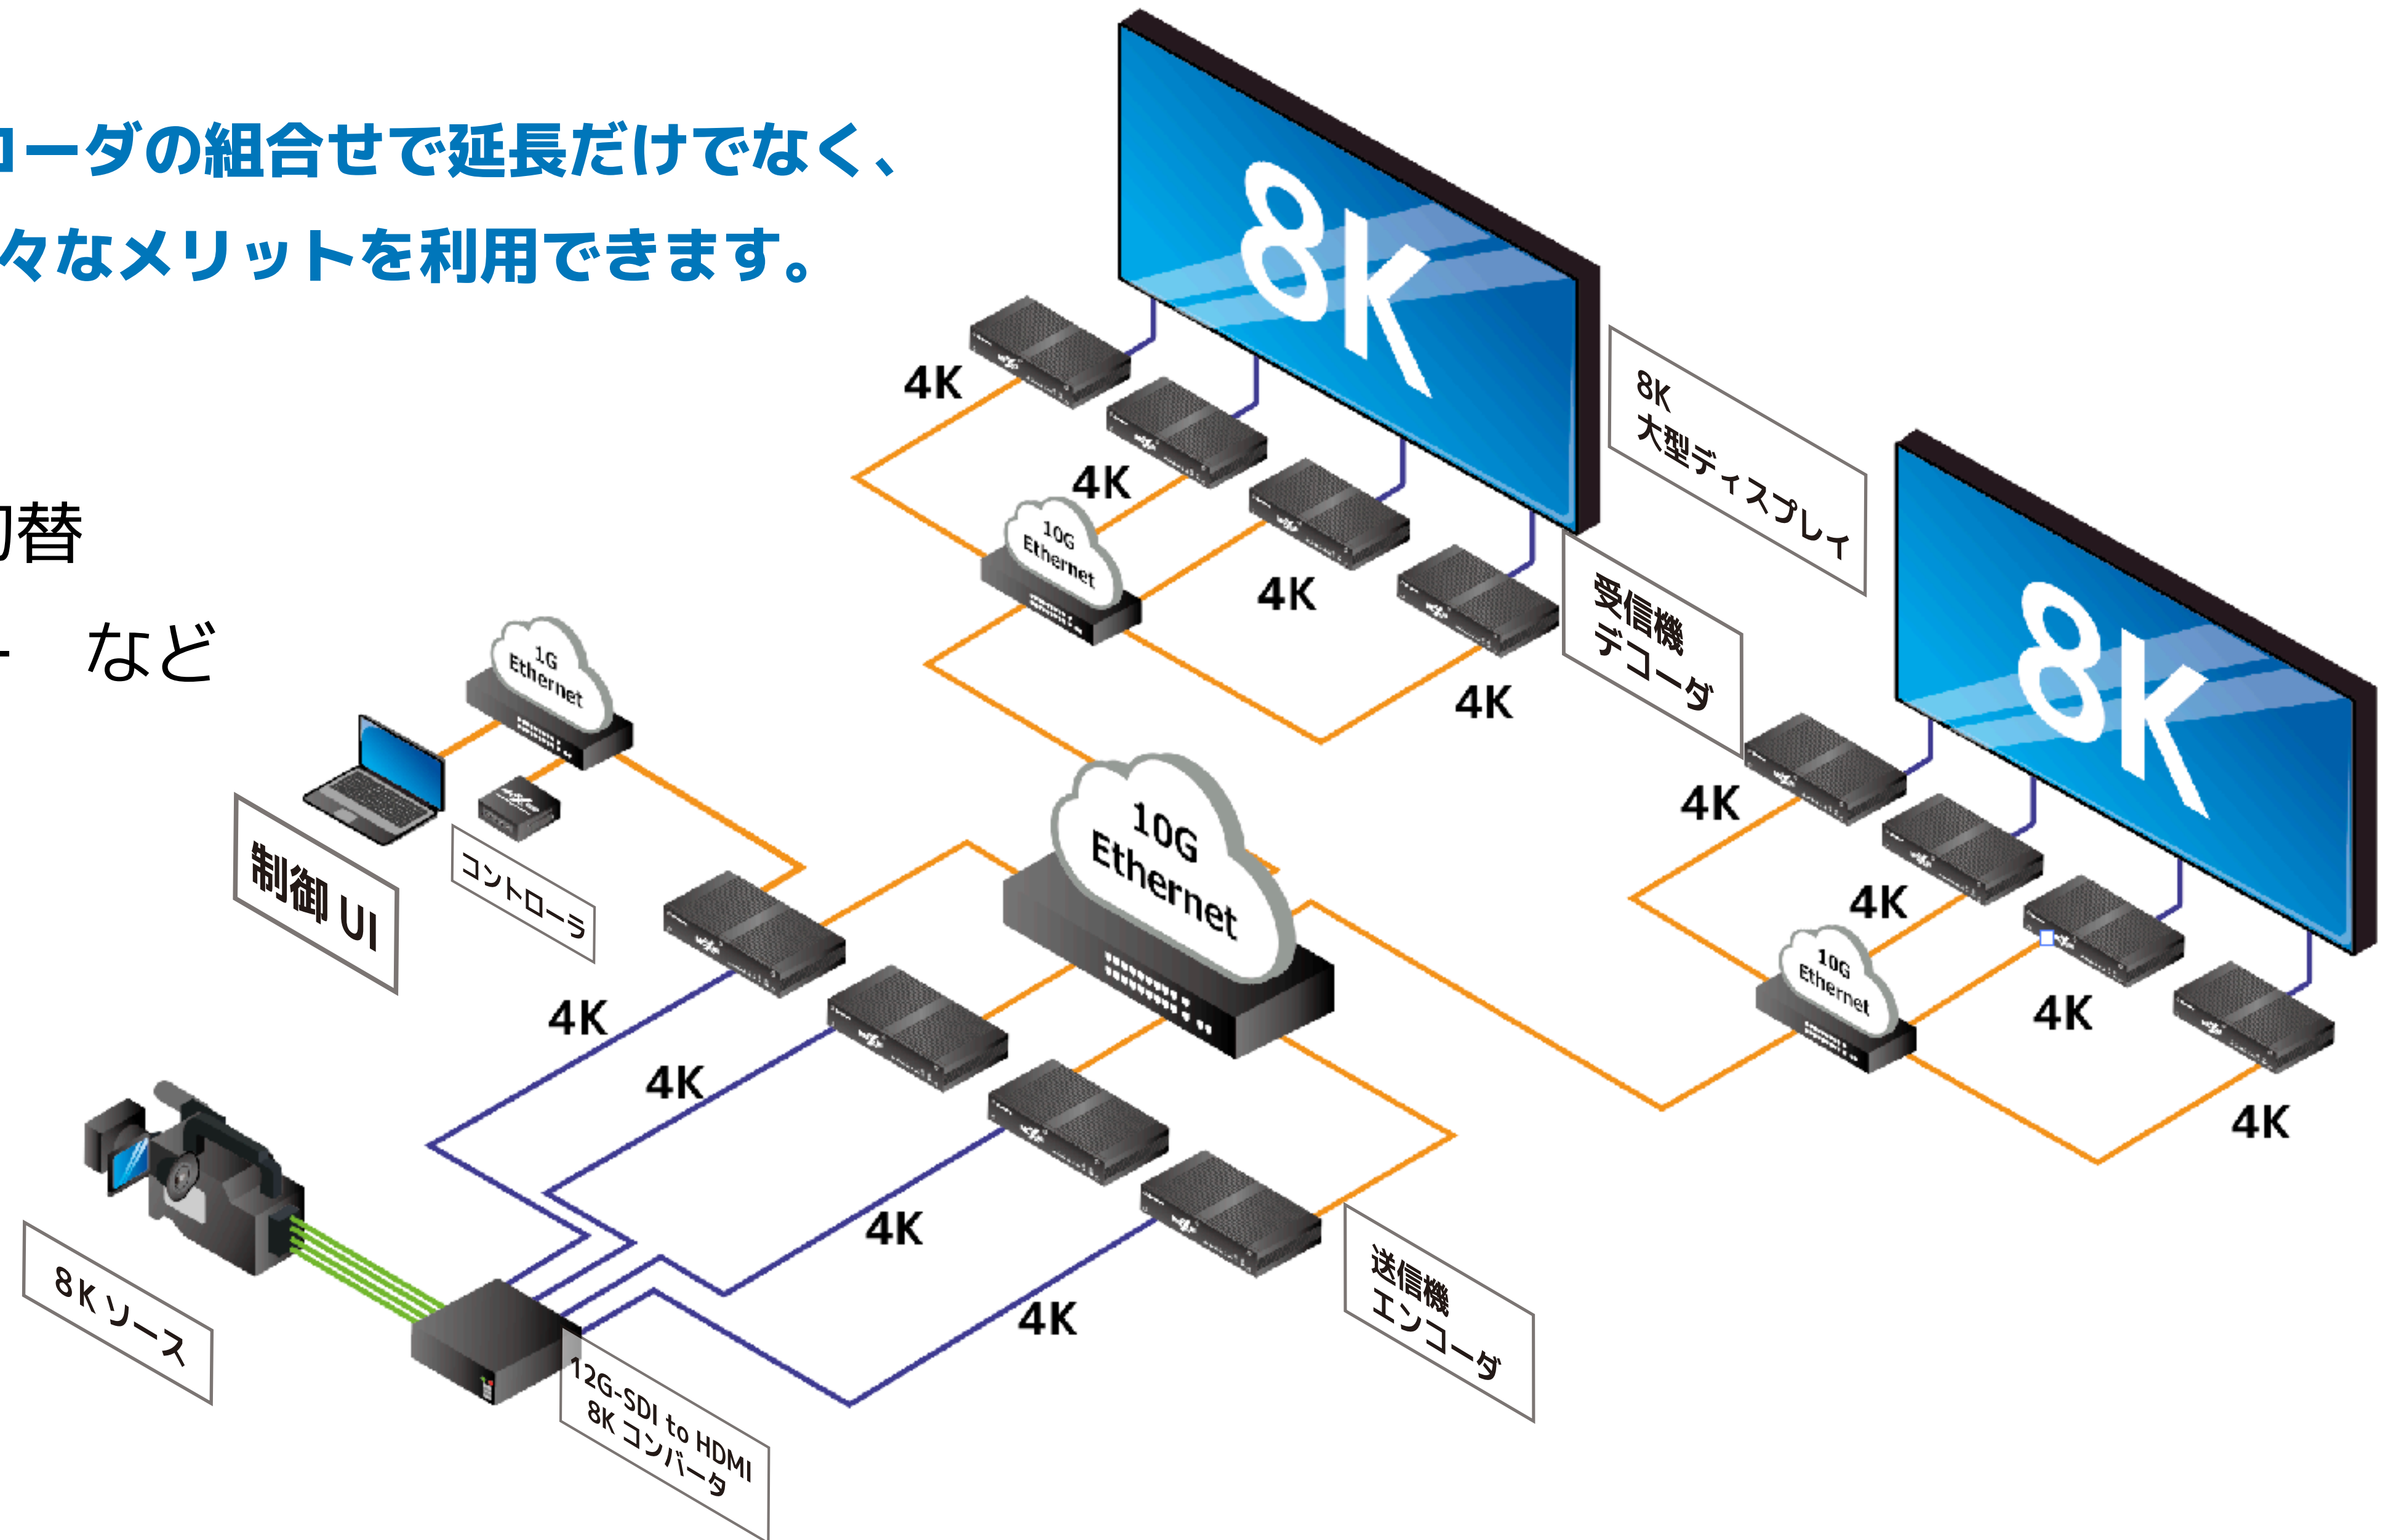 コーダの組合せで延長だけでなく、
々なメリットを利用できます。
切替
ー　など
8K
8K
大型ディスプレイ
4K
4K
4K
4K
10G
Ethernet
受信機
デコーダ
8K
1G
Ethernet
制御 UI
コントローラ
10G
Ethernet
4K
4K
4K
4K
10G
Ethernet
4K
4K
4K
4K
8K ソース
12G-SDI to HDMI
8K コンバータ
送信機
エンコーダ